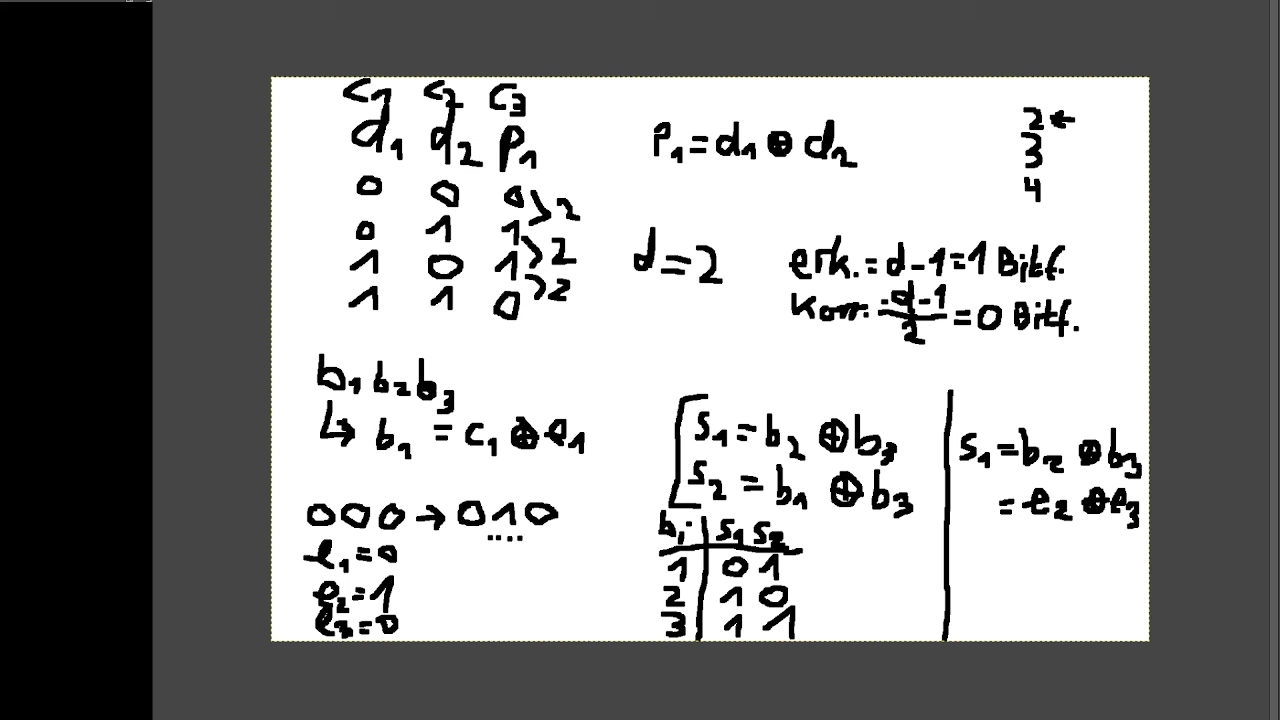 c₁ c₂ c₃
d₁ d₂ p₁
0 0 0
0 1 1 >2
1 0 1 >2
1 1 0 >2
p₁ = d₁ ⊕ d₂
2 ←
3
4
d = 2
erk. = d-1 = 1 Bitf.
Korr. = d-1/2 = 0 Bitf.
b₁ b₂ b₃
↳ b₁ = c₁ ⊕ e₁
000 → 010
e₁ = 0
e₂ = 1
e₃ = 0
s₁ = b₂ ⊕ b₃
s₂ = b₁ ⊕ b₃
bᵢ | s₁ s₂
1 | 0 1
2 | 1 0
3 | 1 1
s₁ = b₂ ⊕ b₃
= e₂ ⊕ e₃